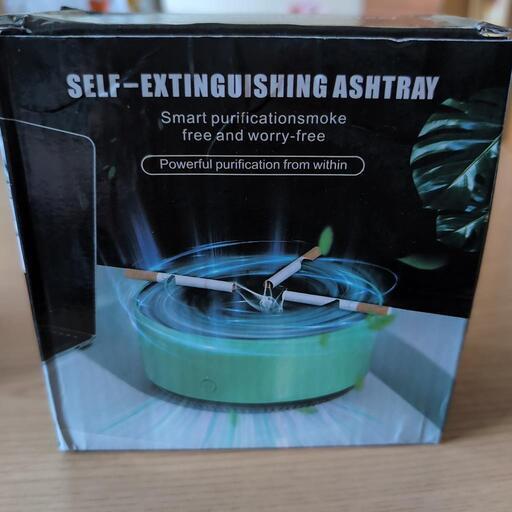 SELF-EXTINGUISHING ASHTRAY
Smart purificationsmoke
free and worry-free
Powerful purification from within